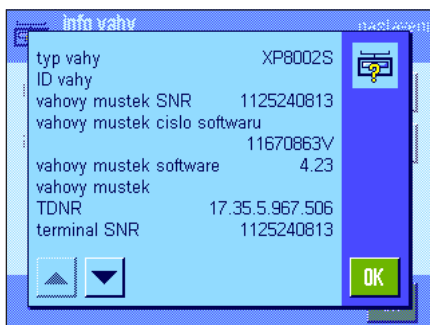 info vahy
nastaveni
typ vahy XP8002S
ID vahy
vahovy mustek SNR 1125240813
vahovy mustek cislo softwaru
11670863V
vahovy mustek software 4.23
vahovy mustek
TDNR 17.35.5.967.506
terminal SNR 1125240813
OK